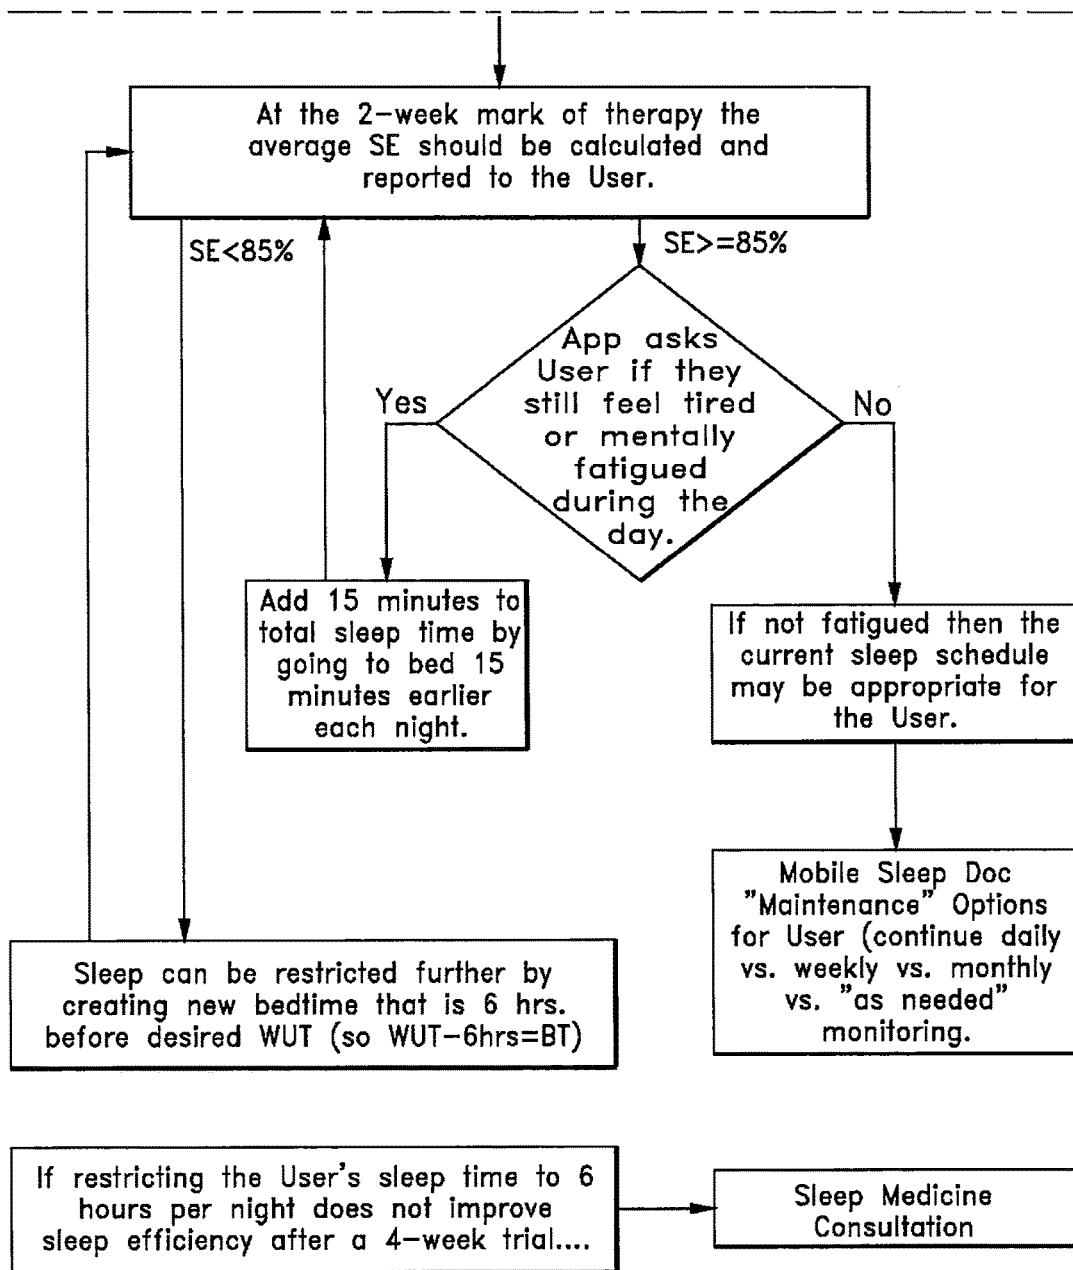 At the 2-week mark of therapy the
average SE should be calculated and
reported to the User.
SE<85%
SE>=85%
App asks
User if they
still feel tired
or mentally
fatigued
during the
day.
Yes
No
Add 15 minutes to
total sleep time by
going to bed 15
minutes earlier
each night.
If not fatigued then the
current sleep schedule
may be appropriate for
the User.
Mobile Sleep Doc
"Maintenance" Options
for User (continue daily
vs. weekly vs. monthly
vs. "as needed"
monitoring.
Sleep can be restricted further by
creating new bedtime that is 6 hrs.
before desired WUT (so WUT-6hrs=BT)
If restricting the User's sleep time to 6
hours per night does not improve
sleep efficiency after a 4-week trial....
Sleep Medicine
Consultation